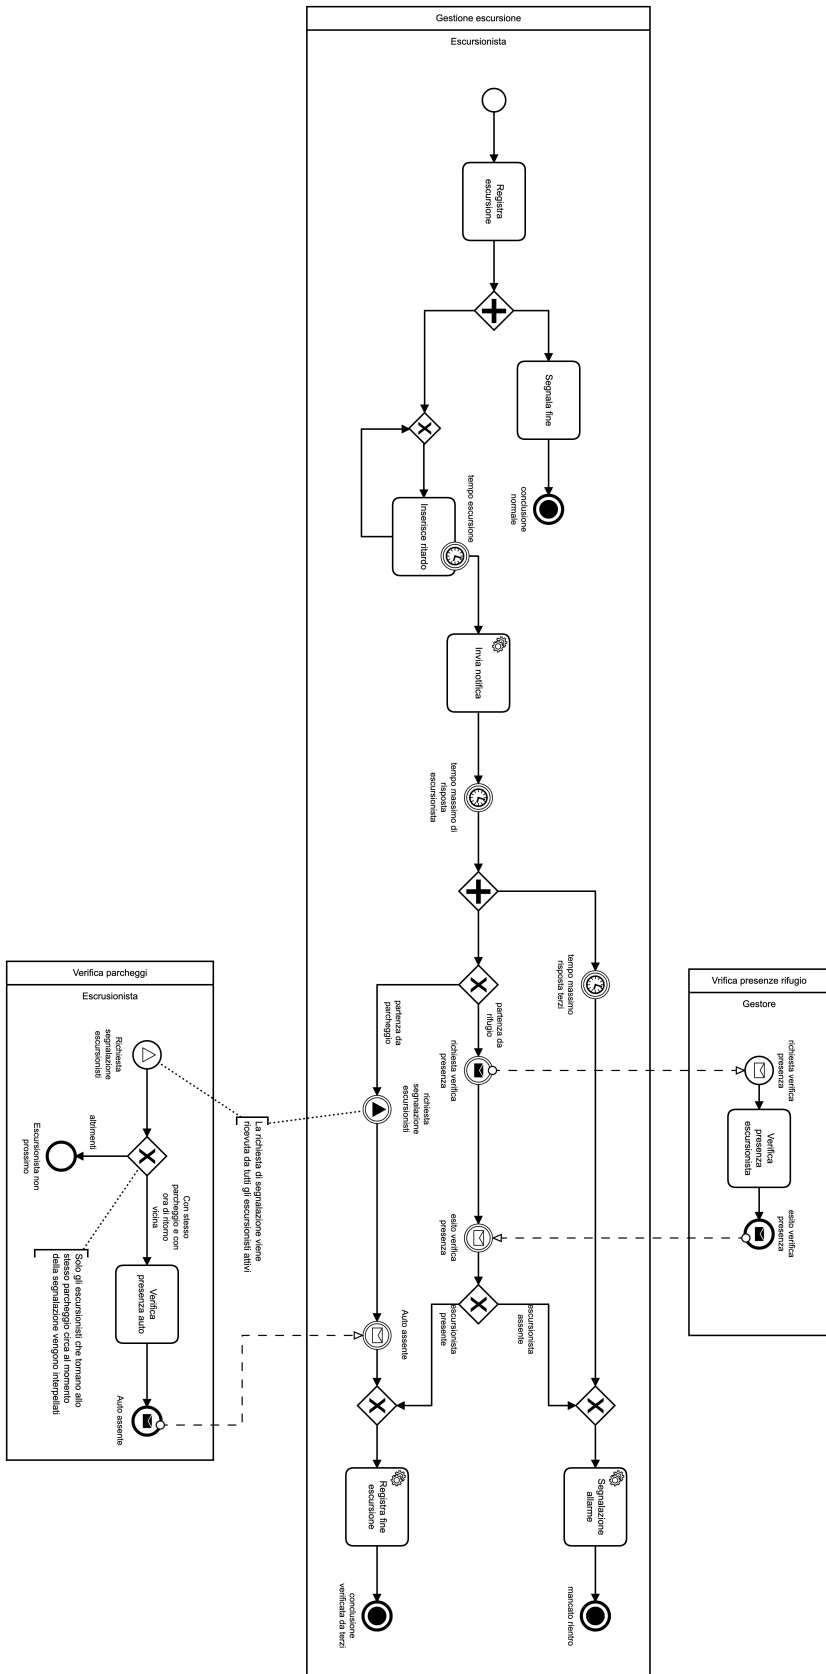 Gestione escursione
Escursionista
Registra
escursione
Segnala fine
conclusione
normale
tempo escursione
Inserisce ritardo
Invia notifica
tempo massimo di
risposta
escursionista
tempo massimo
risposta terzi
partenza da
rifugio
partenza da
parcheggio
richiesta verifica
presenza
richiesta
segnalazione
escursionisti
esito verifica
presenza
escursionista
assente
escursionista
presente
Auto assente
Segnalazione
allarme
Registra fine
escursione
mancato rientro
conclusione
verificata da terzi
Vrifica presenze rifugio
Gestore
richiesta verifica
presenza
Verifica
presenza
escursionista
esito verifica
presenza
Verifica parcheggi
Escrusionista
Richiesta
segnalazione
escursionisti
altrimenti
Escursionista non
prossimo
Con stesso
parcheggio e con
ora di ritorno
vicina
Verifica
presenza auto
Auto assente
La richiesta di segnalazione viene
ricevuta da tutti gli escursionisti attivi
Solo gli escursionisti che tornano allo
stesso parcheggio circa al momento
della segnalazione vengono interpellati